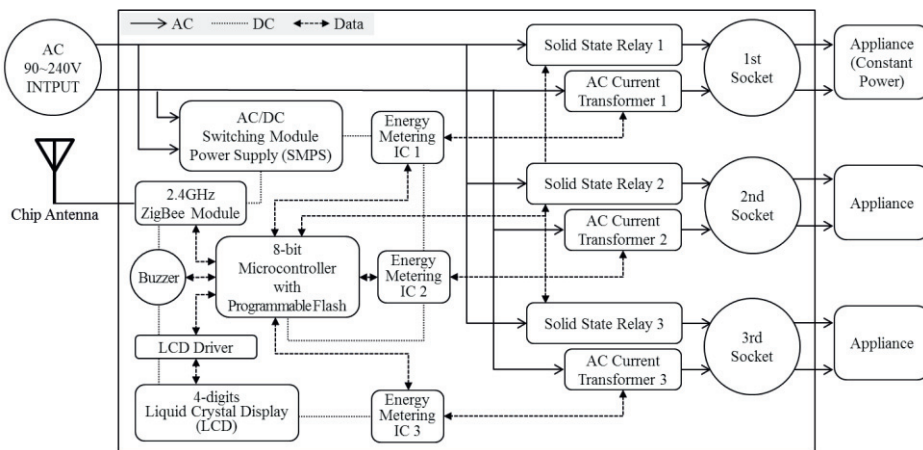 AC
DC
Data
AC
90~240V
INTPUT
Solid State Relay 1
1st
Socket
Appliance
(Constant
Power)
AC Current
Transformer 1
AC/DC
Switching Module
Power Supply (SMPS)
Energy
Metering
IC 1
Chip Antenna
2.4GHz
ZigBee Module
Solid State Relay 2
2nd
Socket
Appliance
AC Current
Transformer 2
8-bit
Microcontroller
with
Programmable Flash
Buzzer
Energy
Metering
IC 2
Solid State Relay 3
3rd
Socket
Appliance
LCD Driver
AC Current
Transformer 3
4-digits
Liquid Crystal Display
(LCD)
Energy
Metering
IC 3